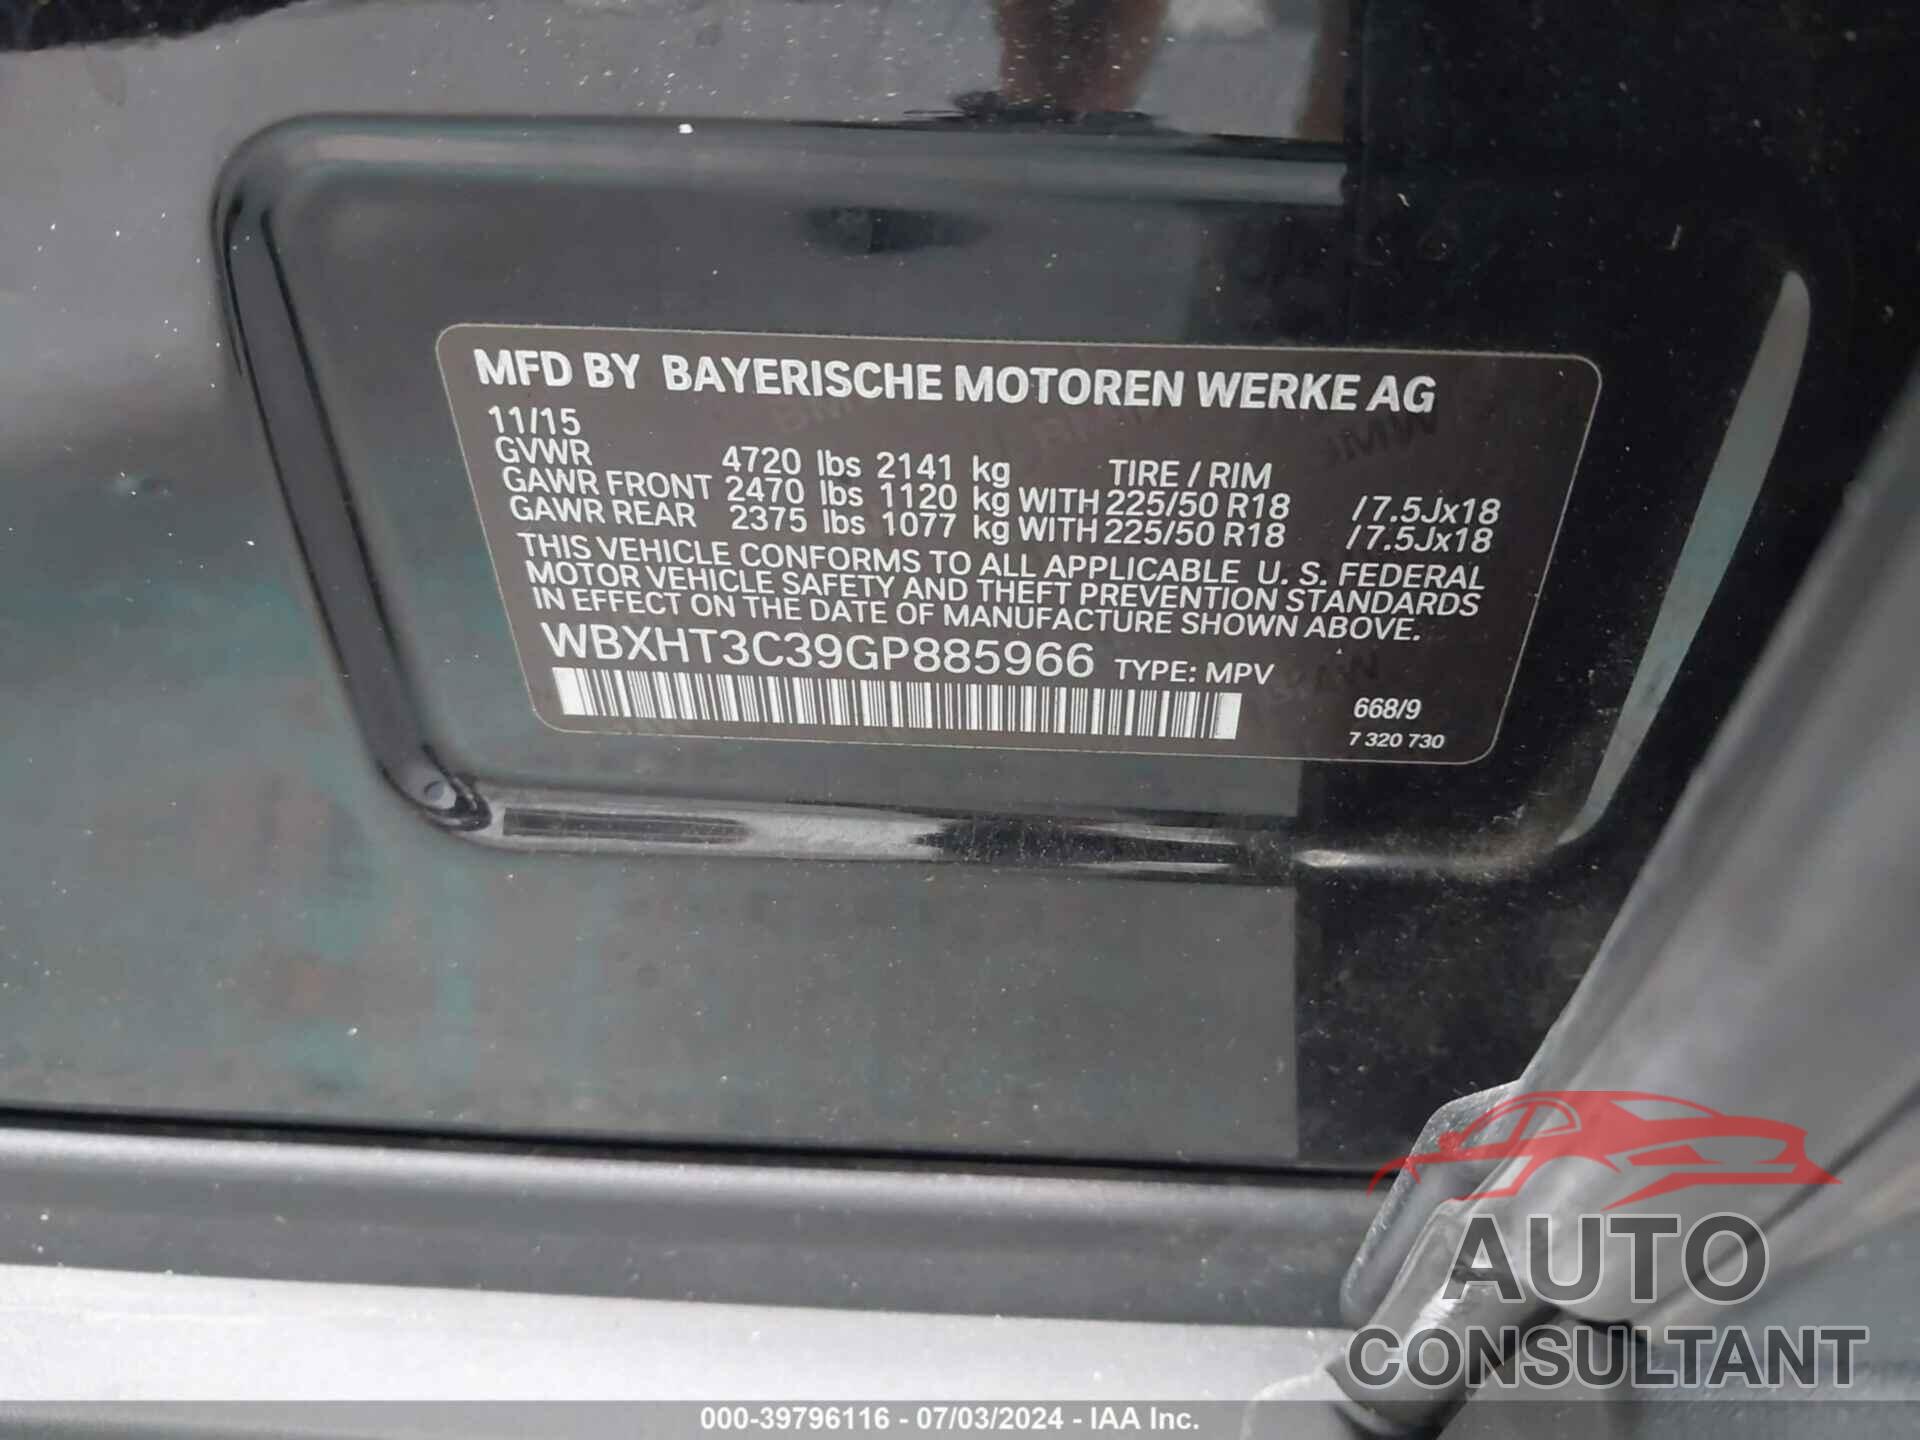 MFD BY BAYERISCHE MOTOREN WERKE AG
11/15
GVWR 4720 lbs 2141 kg TIRE / RIM
GAWR FRONT 2470 lbs 1120 kg WITH 225/50 R18 /7.5Jx18
GAWR REAR 2375 lbs 1077 kg WITH 225/50 R18 /7.5Jx18
THIS VEHICLE CONFORMS TO ALL APPLICABLE U. S. FEDERAL
MOTOR VEHICLE SAFETY AND THEFT PREVENTION STANDARDS
IN EFFECT ON THE DATE OF MANUFACTURE SHOWN ABOVE.
WBXHT3C39GP885966 TYPE: MPV
668/9
7 320 730
AUTO
CONSULTANT
000-39796116 - 07/03/2024 - IAA Inc.